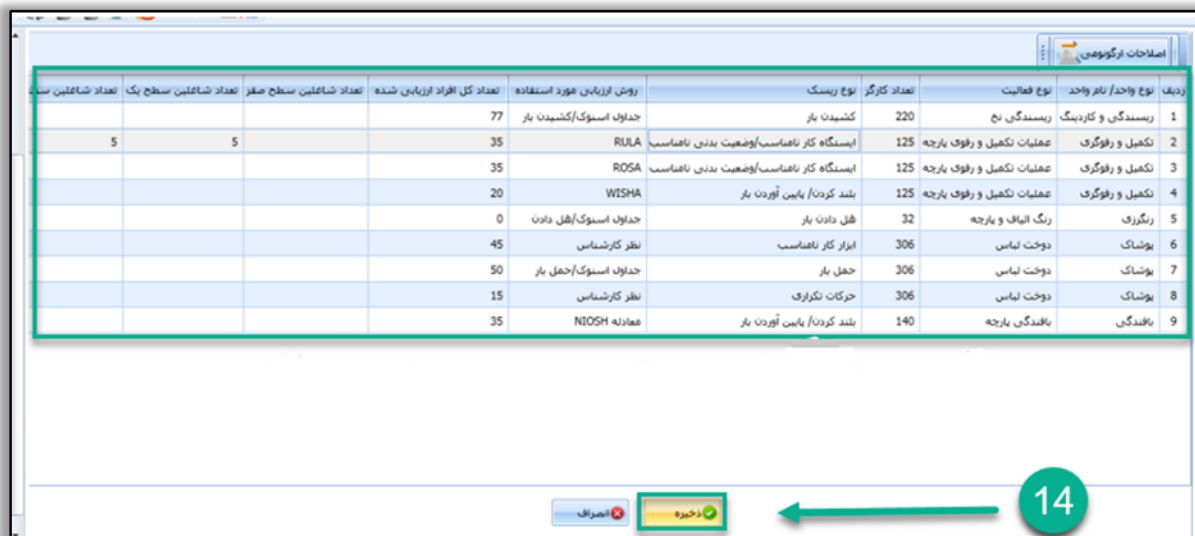 اصلاحات ارگونومی
ردیف نوع واحد/ نام واحد نوع فعالیت تعداد کارگر نوع ریسک روش ارزیابی مورد استفاده تعداد کل افراد ارزیابی شده تعداد شاغلین سطح صفر تعداد شاغلین سطح یک تعداد شاغلین
1 ریسندگی و کاردینگ ریسندگی نخ 220 کشیدن بار جداول اسنوک/کشیدن بار 77
2 تکمیل و رفوگری عملیات تکمیل و رفوی پارچه 125 ایستگاه کار نامناسب/وضعیت بدنی نامناسب RULA 35 5 5
3 تکمیل و رفوگری عملیات تکمیل و رفوی پارچه 125 ایستگاه کار نامناسب/وضعیت بدنی نامناسب ROSA 35
4 تکمیل و رفوگری عملیات تکمیل و رفوی پارچه 125 بلند کردن/ پایین آوردن بار WISHA 20
5 رنگرزی رنگ الیاف و پارچه 32 هل دادن بار جداول اسنوک/هل دادن 0
6 پوشاک دوخت لباس 306 ابزار کار نامناسب نظر کارشناس 45
7 پوشاک دوخت لباس 306 حمل بار جداول اسنوک/حمل بار 50
8 پوشاک دوخت لباس 306 حرکات تکراری نظر کارشناس 15
9 بافندگی بافندگی پارچه 140 بلند کردن/ پایین آوردن بار معادله NIOSH 35
14
ذخیره انصراف